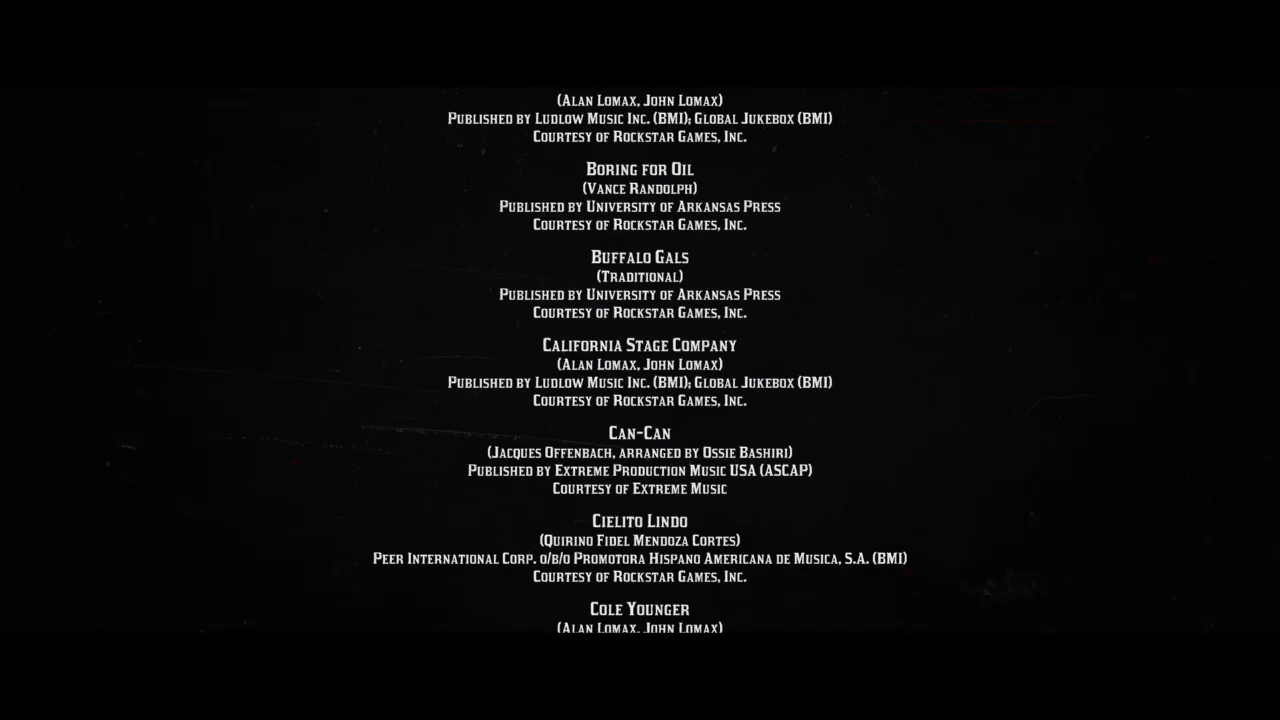 (Alan Lomax, John Lomax)
Published by Ludlow Music Inc. (BMI); Global Jukebox (BMI)
Courtesy of Rockstar Games, Inc.
Boring for Oil
(Vance Randolph)
Published by University of Arkansas Press
Courtesy of Rockstar Games, Inc.
Buffalo Gals
(Traditional)
Published by University of Arkansas Press
Courtesy of Rockstar Games, Inc.
California Stage Company
(Alan Lomax, John Lomax)
Published by Ludlow Music Inc. (BMI); Global Jukebox (BMI)
Courtesy of Rockstar Games, Inc.
Can-Can
(Jacques Offenbach, arranged by Ossie Bashiri)
Published by Extreme Production Music USA (ASCAP)
Courtesy of Extreme Music
Cielito Lindo
(Quirino Fidel Mendoza Cortes)
Peer International Corp. o/b/o Promotora Hispano Americana de Musica, S.A. (BMI)
Courtesy of Rockstar Games, Inc.
Cole Younger
(Alan Lomax, John Lomax)